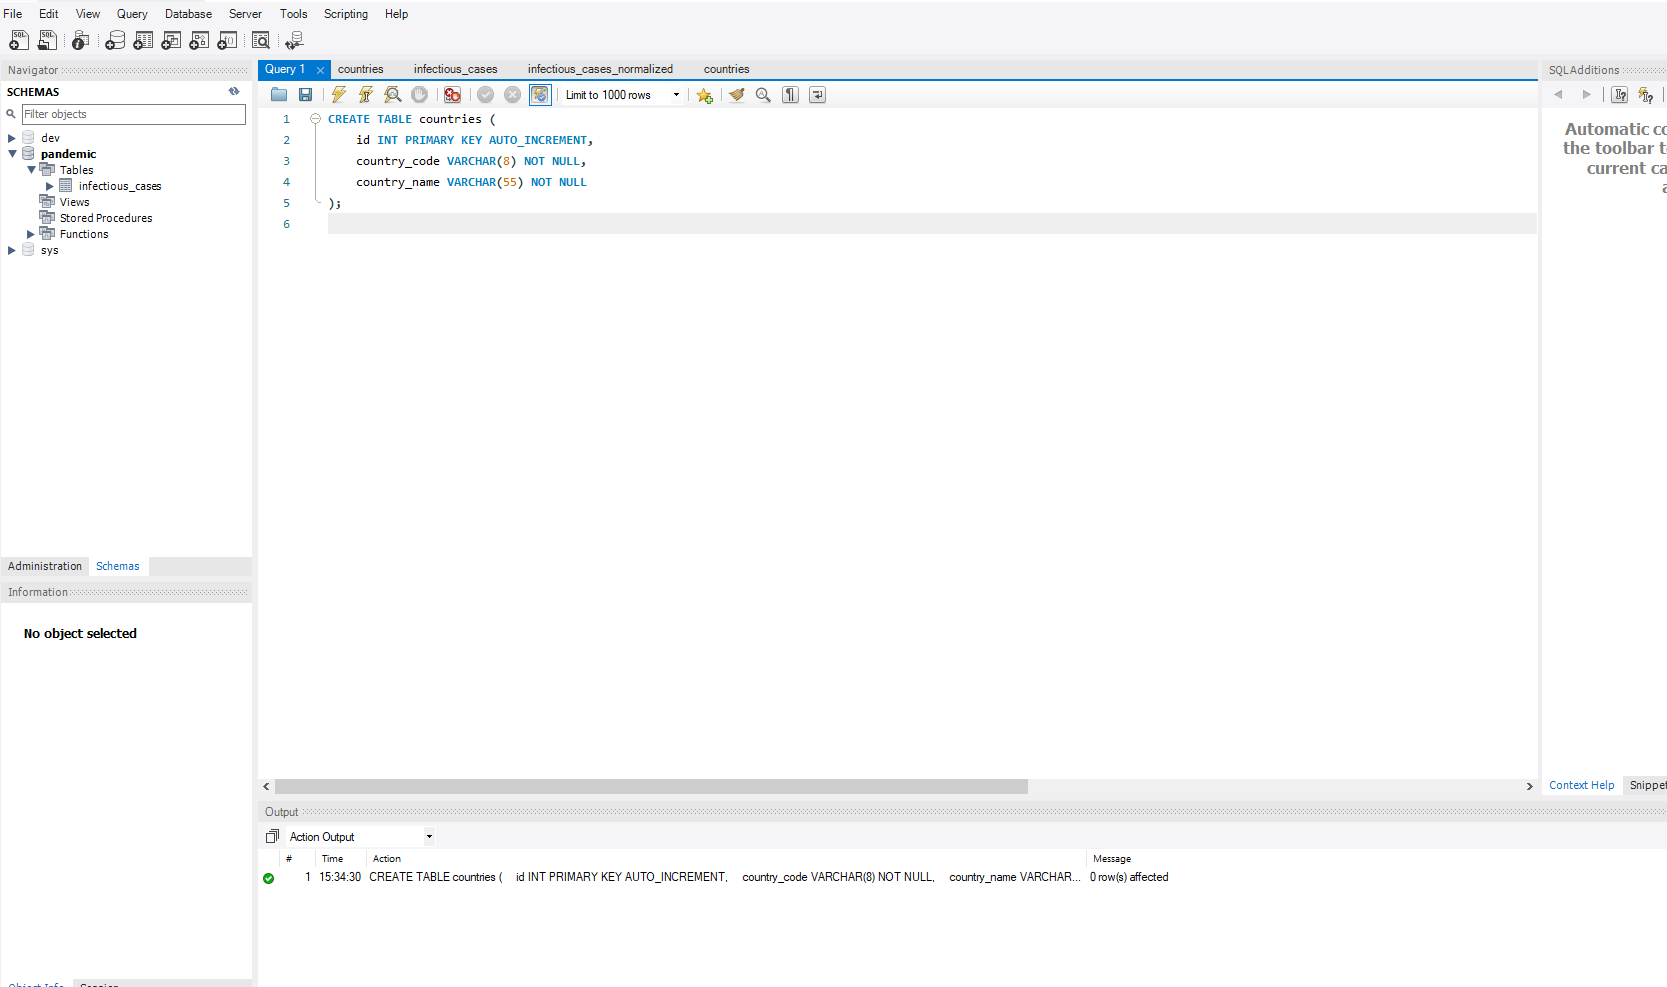 File Edit View Query Database Server Tools Scripting Help
Navigator
SCHEMAS
Filter objects
dev
pandemic
Tables
infectious_cases
Views
Stored Procedures
Functions
sys
Administration Schemas
Information
No object selected
Query 1 countries infectious_cases infectious_cases_normalized countries
Limit to 1000 rows
1 CREATE TABLE countries (
2 id INT PRIMARY KEY AUTO_INCREMENT,
3 country_code VARCHAR(8) NOT NULL,
4 country_name VARCHAR(55) NOT NULL
5 );
6
SQLAdditions
Automatic co
the toolbar t
current ca
a
Context Help Snippet
Output
Action Output
# Time Action Message
1 15:34:30 CREATE TABLE countries ( id INT PRIMARY KEY AUTO_INCREMENT, country_code VARCHAR(8) NOT NULL, country_name VARCHAR... 0 row(s) affected
Object Info Session